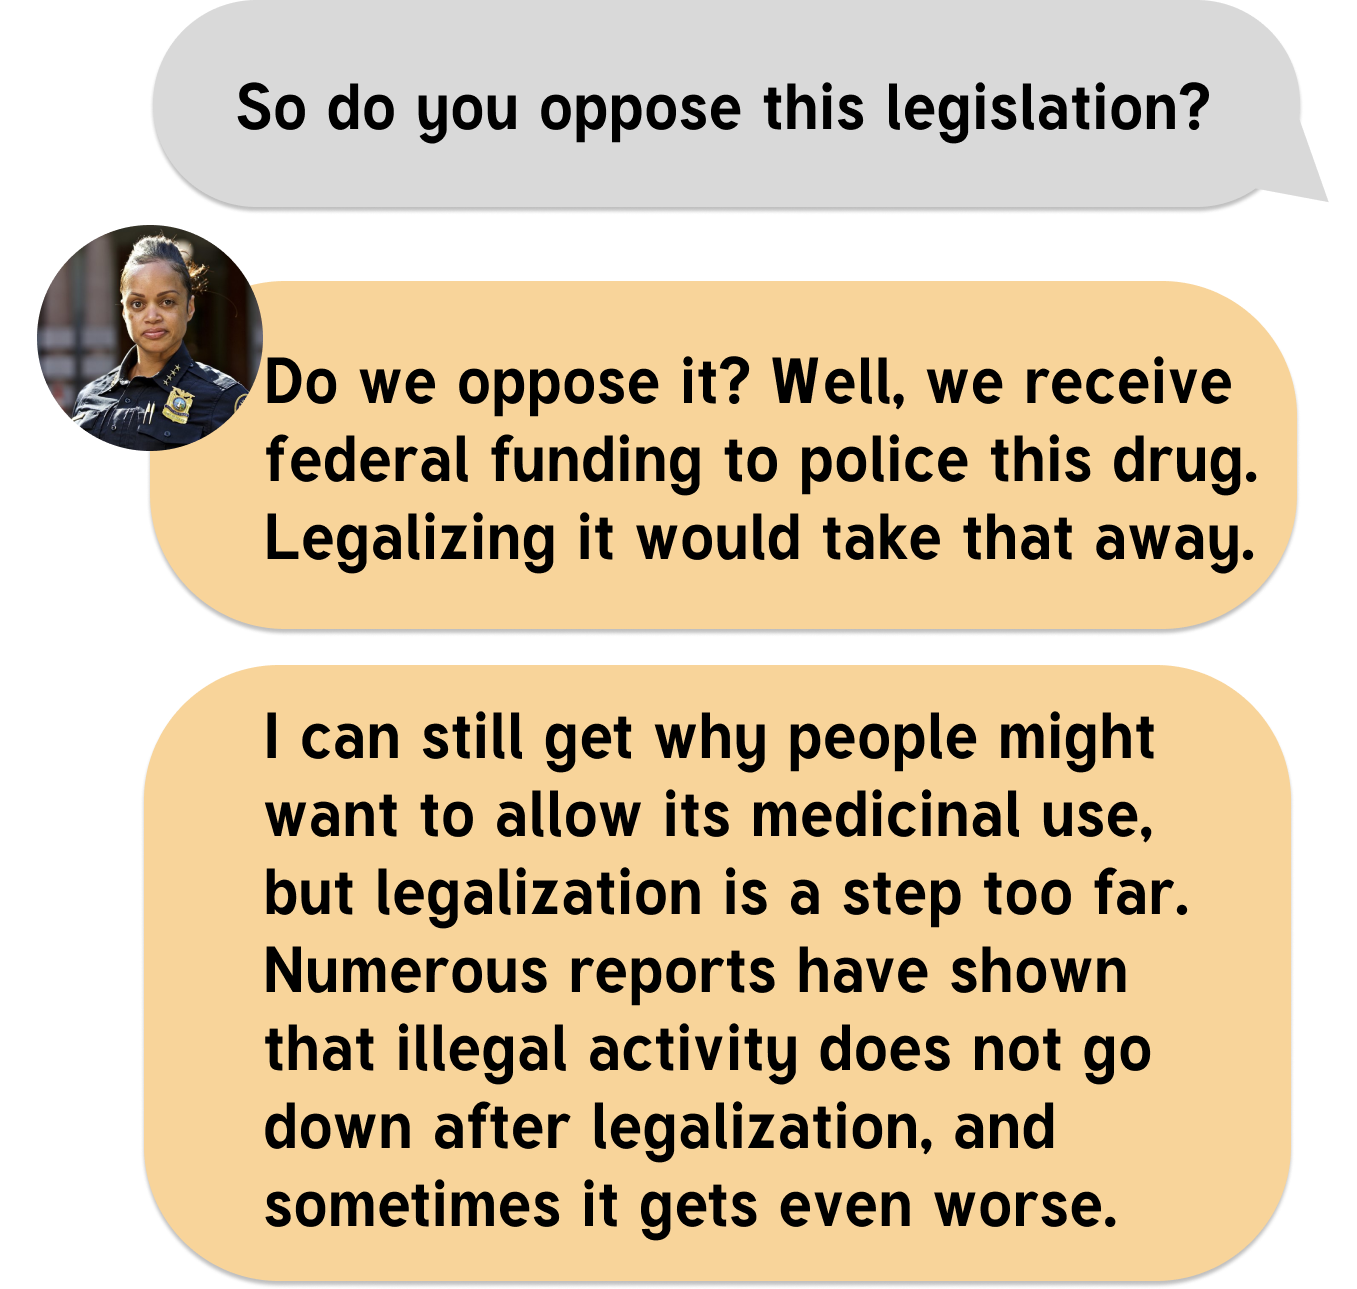 So do you oppose this legislation?
Do we oppose it? Well, we receive
federal funding to police this drug.
Legalizing it would take that away.
I can still get why people might
want to allow its medicinal use,
but legalization is a step too far.
Numerous reports have shown
that illegal activity does not go
down after legalization, and
sometimes it gets even worse.